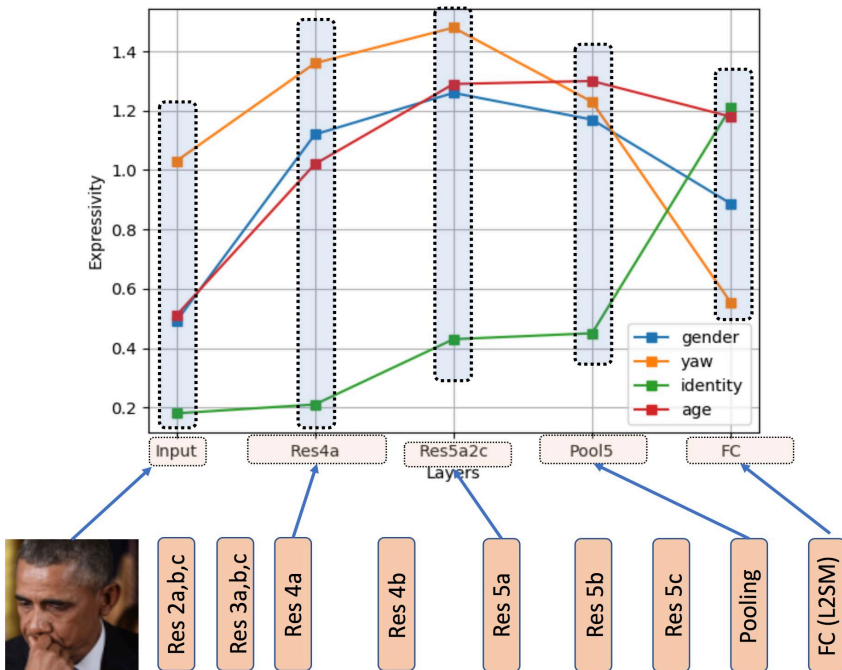 1.4
1.2
1.0
0.8
0.6
0.4
0.2
Expressivity
gender
yaw
identity
age
Input
Res4a
Res5a2c
Pool5
FC
Layers
Res 2a,b,c
Res 3a,b,c
Res 4a
Res 4b
Res 5a
Res 5b
Res 5c
Pooling
FC (L2SM)